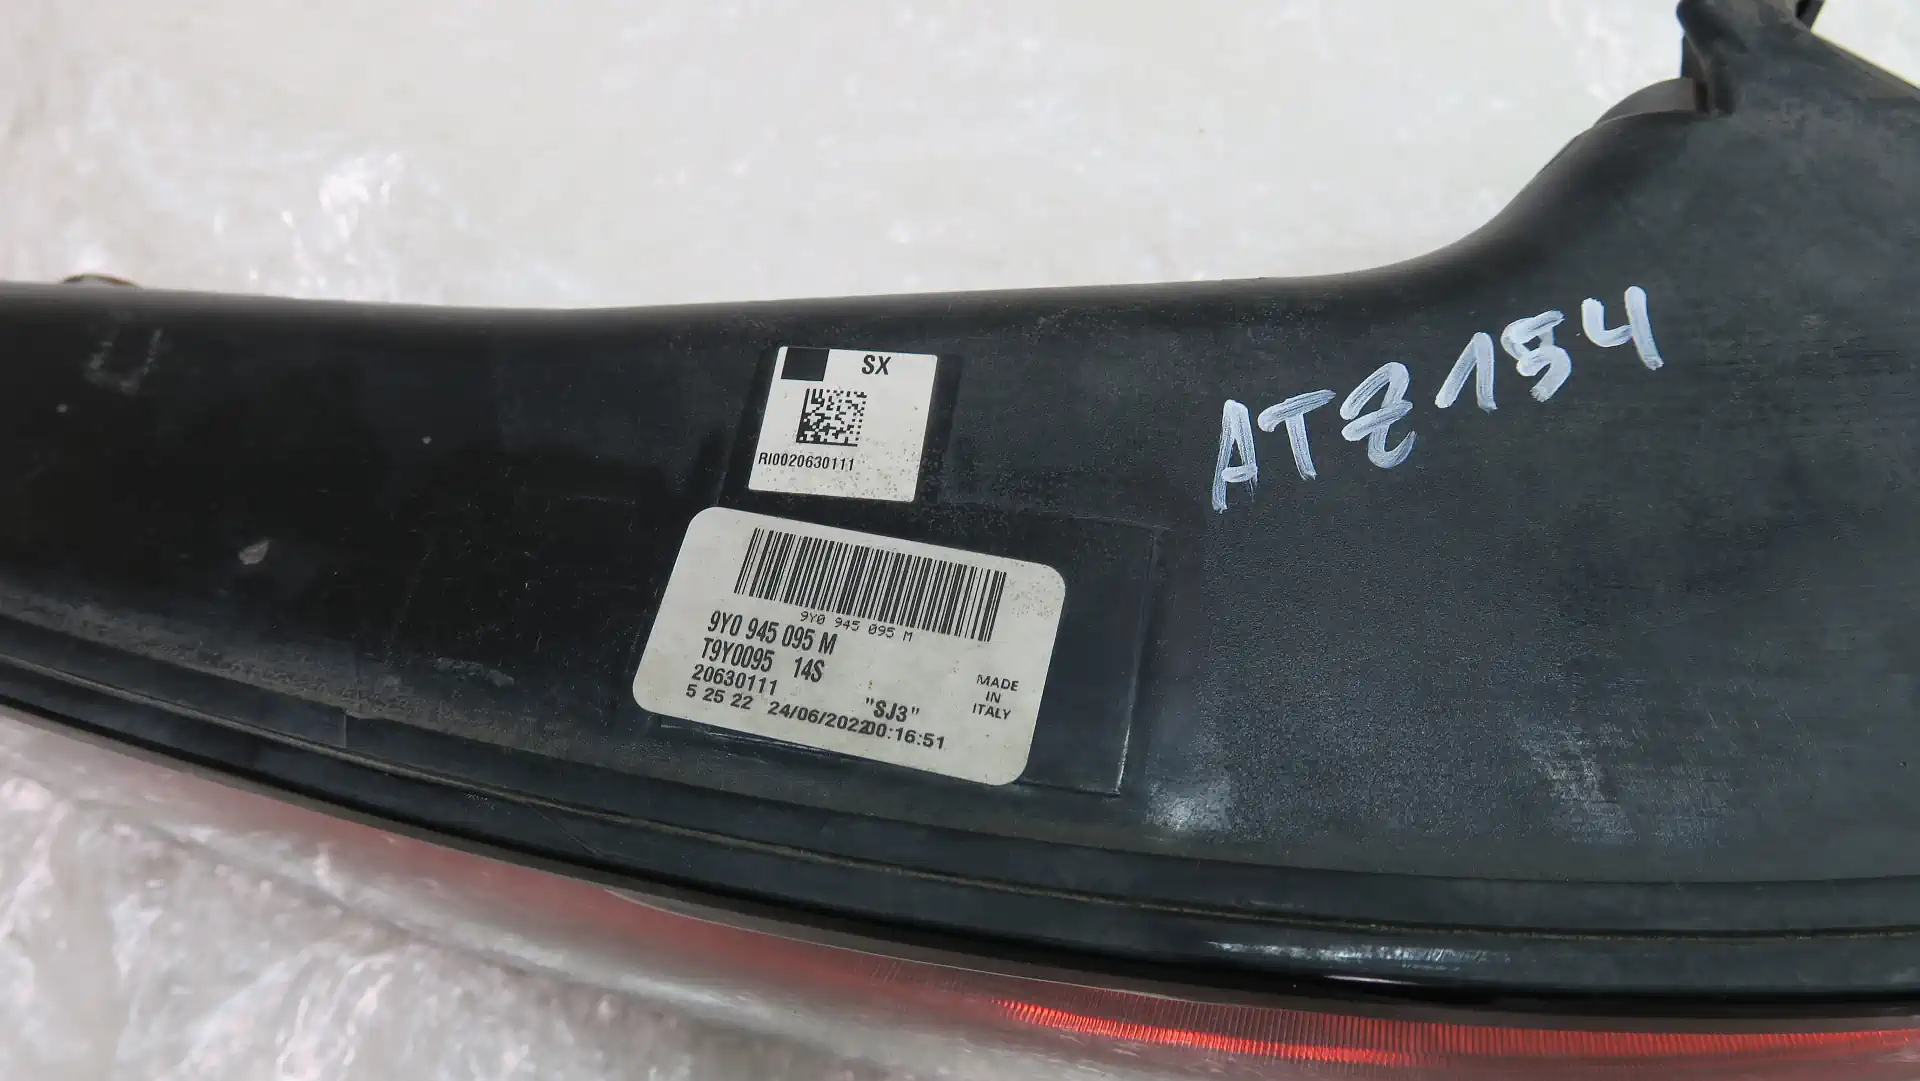 SX
RI0020630111
ATZ154
9Y0 945 095 M
9Y0 945 095 M
T9Y0095 14S
20630111 "SJ3"
5 25 22 24/06/2022 00:16:51
MADE
IN
ITALY